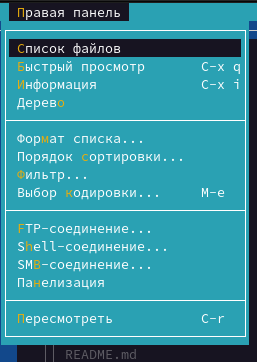 Правая панель
Список файлов
Быстрый просмотр C-x q
Информация C-x i
Дерево
Формат списка...
Порядок сортировки...
Фильтр...
Выбор кодировки... M-e
FTP-соединение...
Shell-соединение...
SMB-соединение...
Панелизация
Пересмотреть C-r
README.md